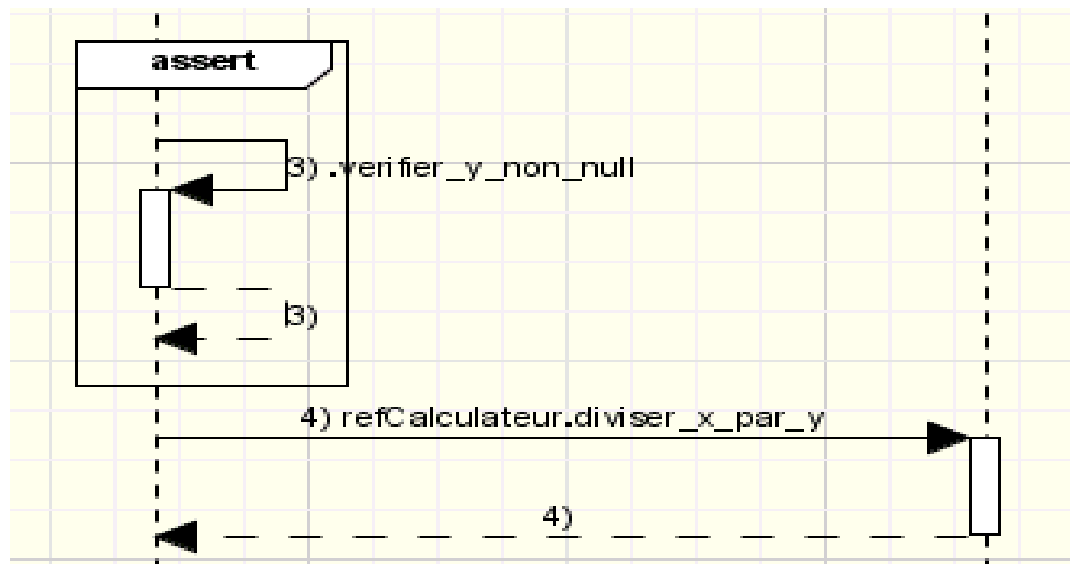 assert
3) .verifier_y_non_null
3)
4) refCalculateur.diviser_x_par_y
4)